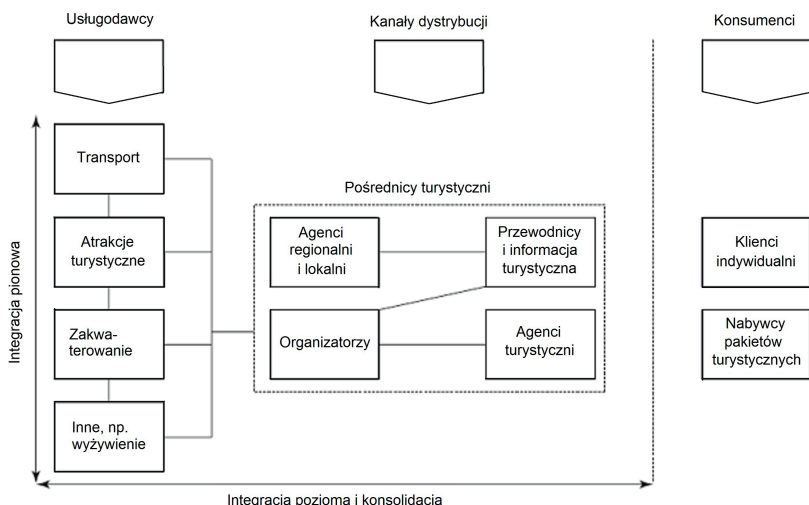 Usługodawcy
Kanały dystrybucji
Konsumenci
Transport
Pośrednicy turystyczni
Atrakcje
turystyczne
Agenci
regionalni
i lokalni
Przewodnicy
i informacja
turystyczna
Klienci
indywidualni
Integracja pionowa
Zakwa-
terowanie
Organizatorzy
Agenci
turystyczni
Nabywcy
pakietów
turystycznych
Inne, np.
wyżywienie
Integracja pozioma i konsolidacja